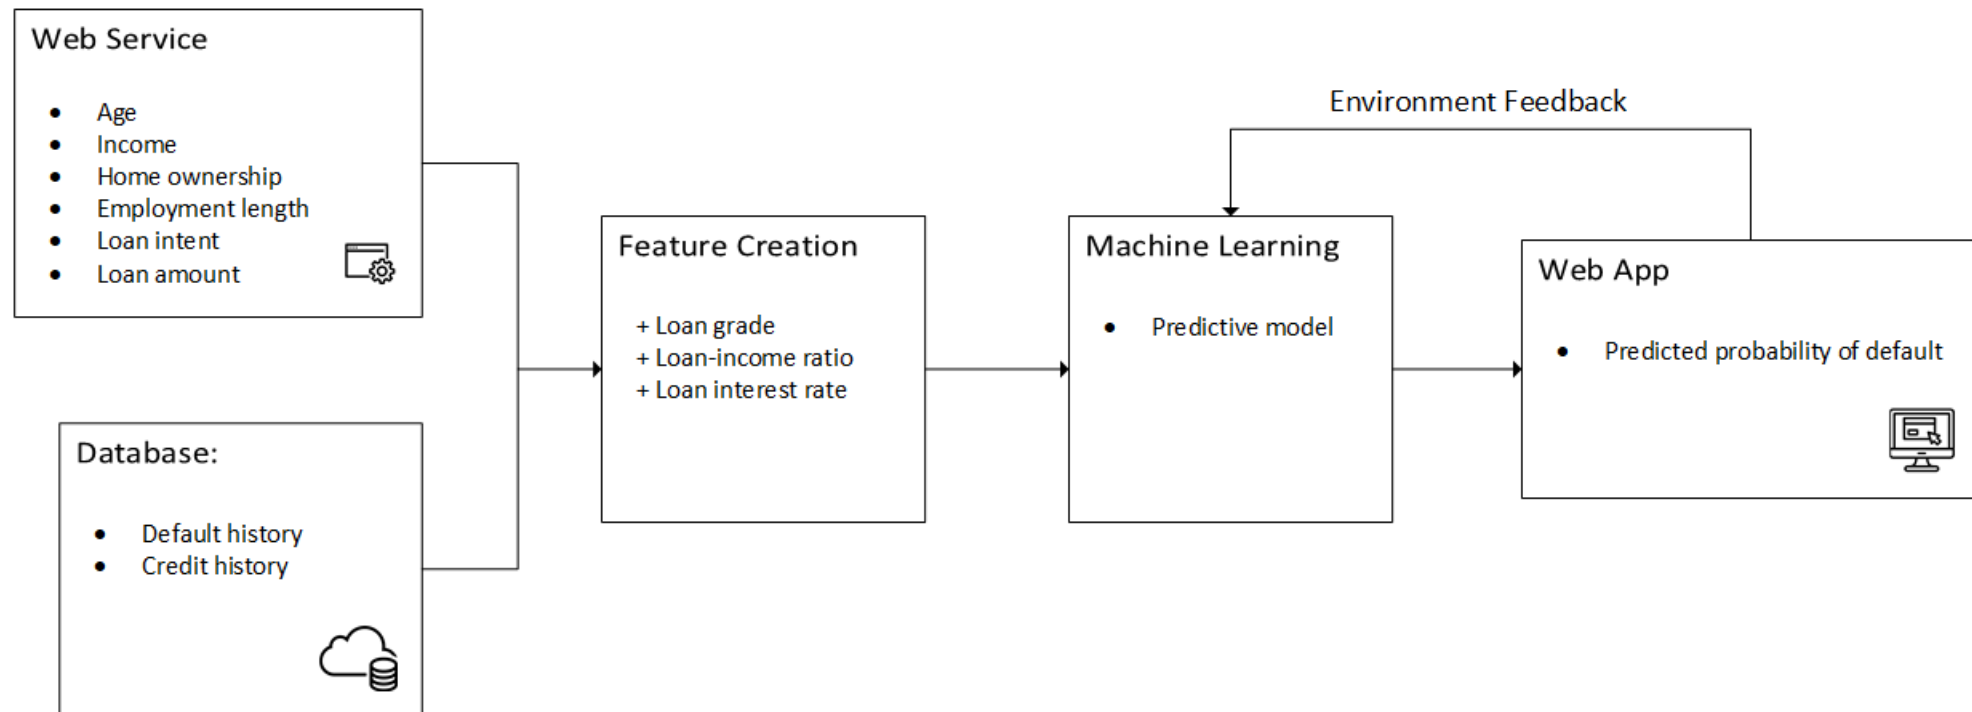 Web Service
• Age
• Income
• Home ownership
• Employment length
• Loan intent
• Loan amount
Database:
• Default history
• Credit history
Feature Creation
+ Loan grade
+ Loan-income ratio
+ Loan interest rate
Environment Feedback
Machine Learning
• Predictive model
Web App
• Predicted probability of default